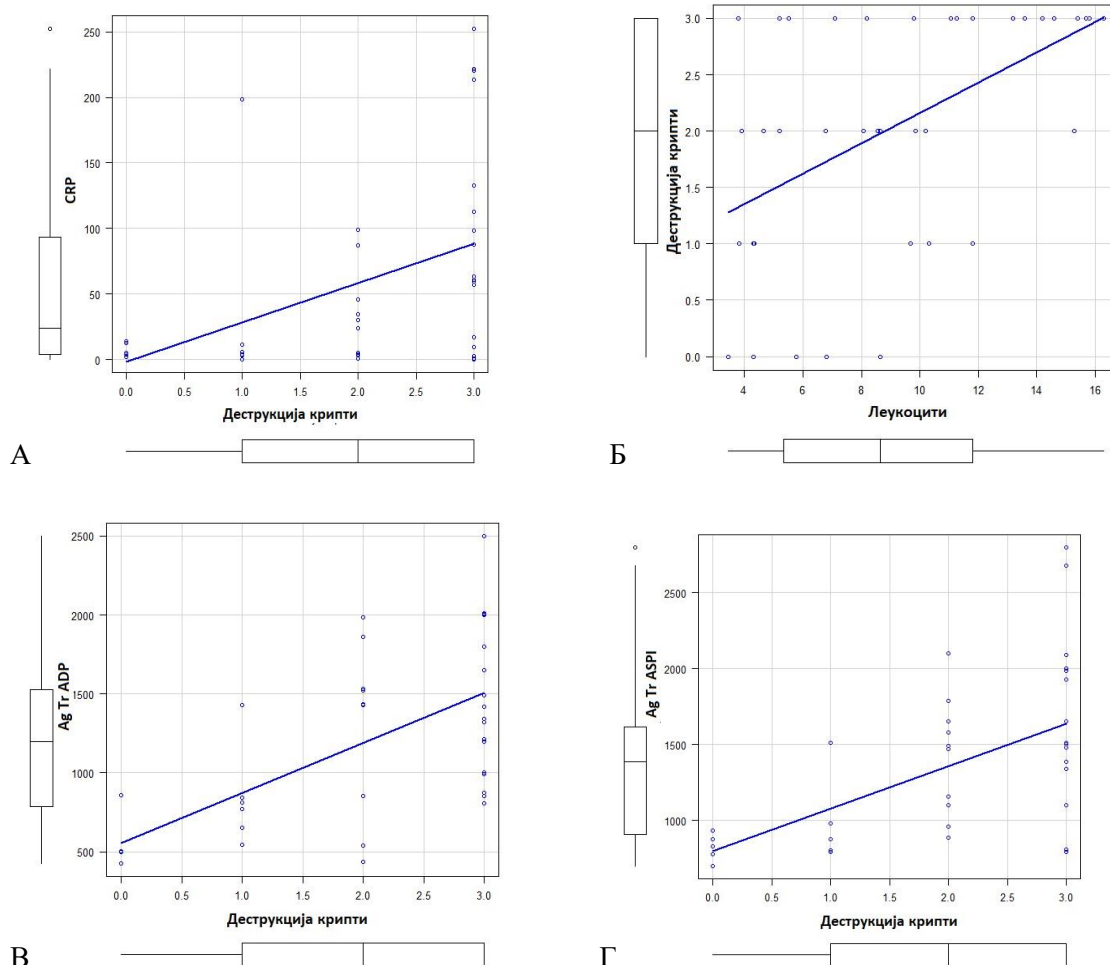 250
200
150
100
50
0
CRP
0.0 0.5 1.0 1.5 2.0 2.5 3.0
Деструкција крипти
А
3.0
2.5
2.0
1.5
1.0
0.5
0.0
Деструкција крипти
4 6 8 10 12 14 16
Леукоцити
Б
2500
2000
1500
1000
500
Ag Tr ADP
0.0 0.5 1.0 1.5 2.0 2.5 3.0
Деструкција крипти
В
2500
2000
1500
1000
Ag Tr ASPI
0.0 0.5 1.0 1.5 2.0 2.5 3.0
Деструкција крипти
Г